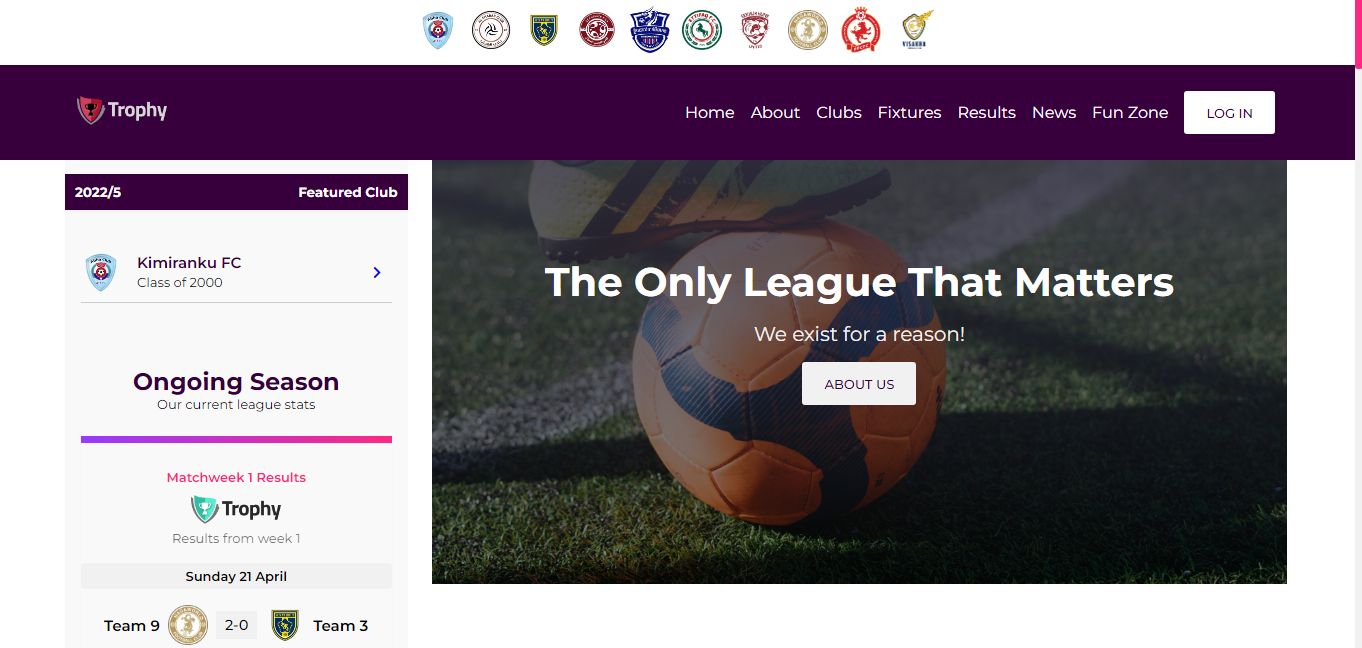 Trophy
Home About Clubs Fixtures Results News Fun Zone LOG IN
2022/5 Featured Club
Kimiranku FC
Class of 2000
Ongoing Season
Our current league stats
Matchweek 1 Results
Trophy
Results from week 1
Sunday 21 April
Team 9 2-0 Team 3
The Only League That Matters
We exist for a reason!
ABOUT US